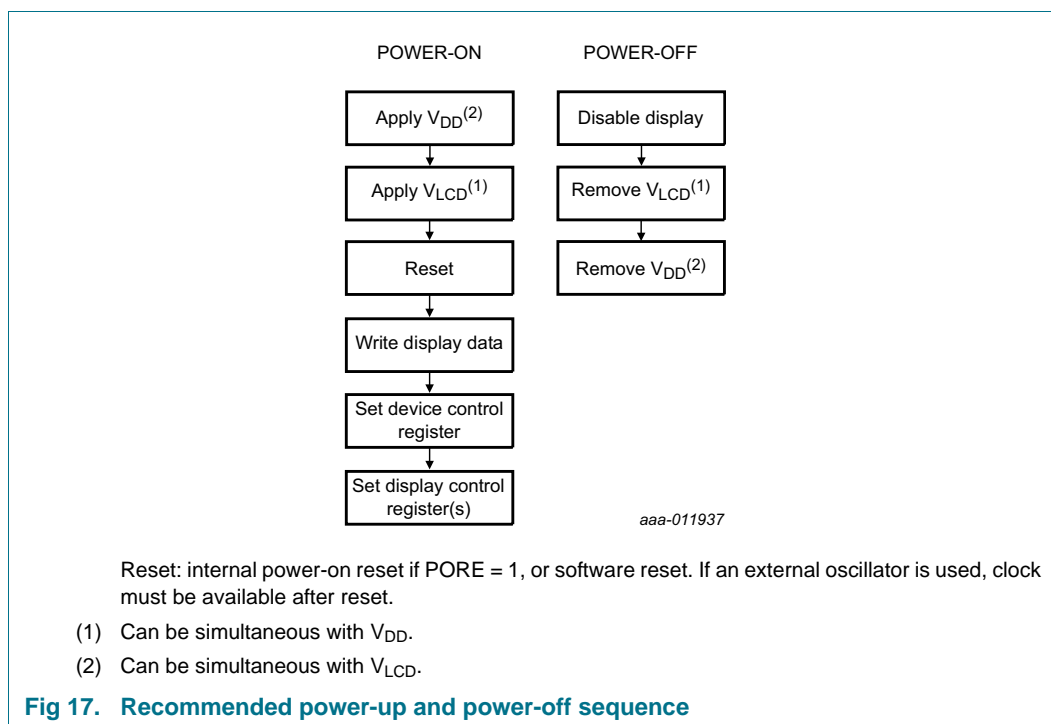 POWER-ON
POWER-OFF
Apply VDD(2)
Disable display
Apply VLCD(1)
Remove VLCD(1)
Reset
Remove VDD(2)
Write display data
Set device control
register
Set display control
register(s)
aaa-011937
Reset: internal power-on reset if PORE = 1, or software reset. If an external oscillator is used, clock
must be available after reset.
(1) Can be simultaneous with VDD.
(2) Can be simultaneous with VLCD.
Fig 17. Recommended power-up and power-off sequence